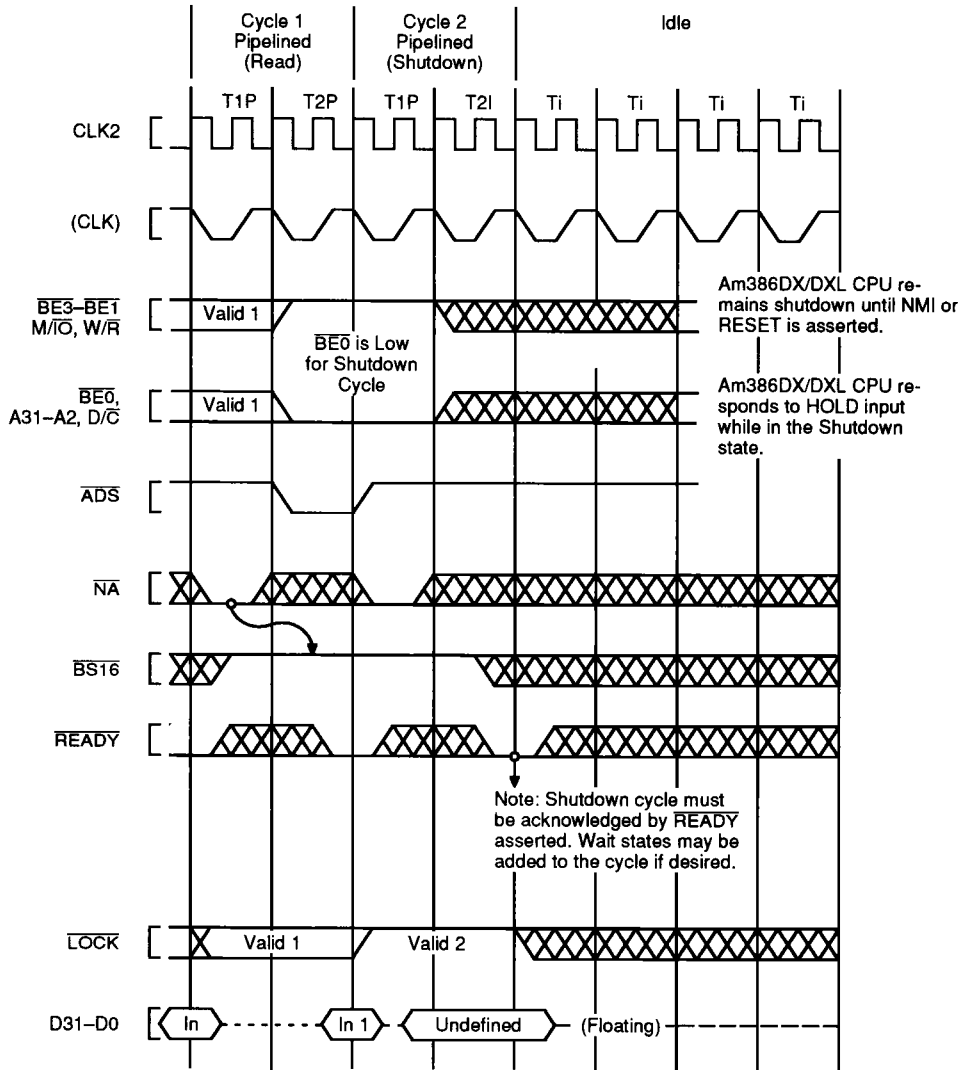 Cycle 1
Pipelined
(Read)
Cycle 2
Pipelined
(Shutdown)
Idle
T1P T2P T1P T2I Ti Ti Ti Ti
CLK2
(CLK)
BE3–BE1
M/IO, W/R
Valid 1
Am386DX/DXL CPU re-
mains shutdown until NMI or
RESET is asserted.
BE0 is Low
for Shutdown
Cycle
BE0,
A31–A2, D/C
Valid 1
Am386DX/DXL CPU re-
sponds to HOLD input
while in the Shutdown
state.
ADS
NA
BS16
READY
Note: Shutdown cycle must
be acknowledged by READY
asserted. Wait states may be
added to the cycle if desired.
LOCK
Valid 1
Valid 2
D31–D0
In
In 1
Undefined
(Floating)